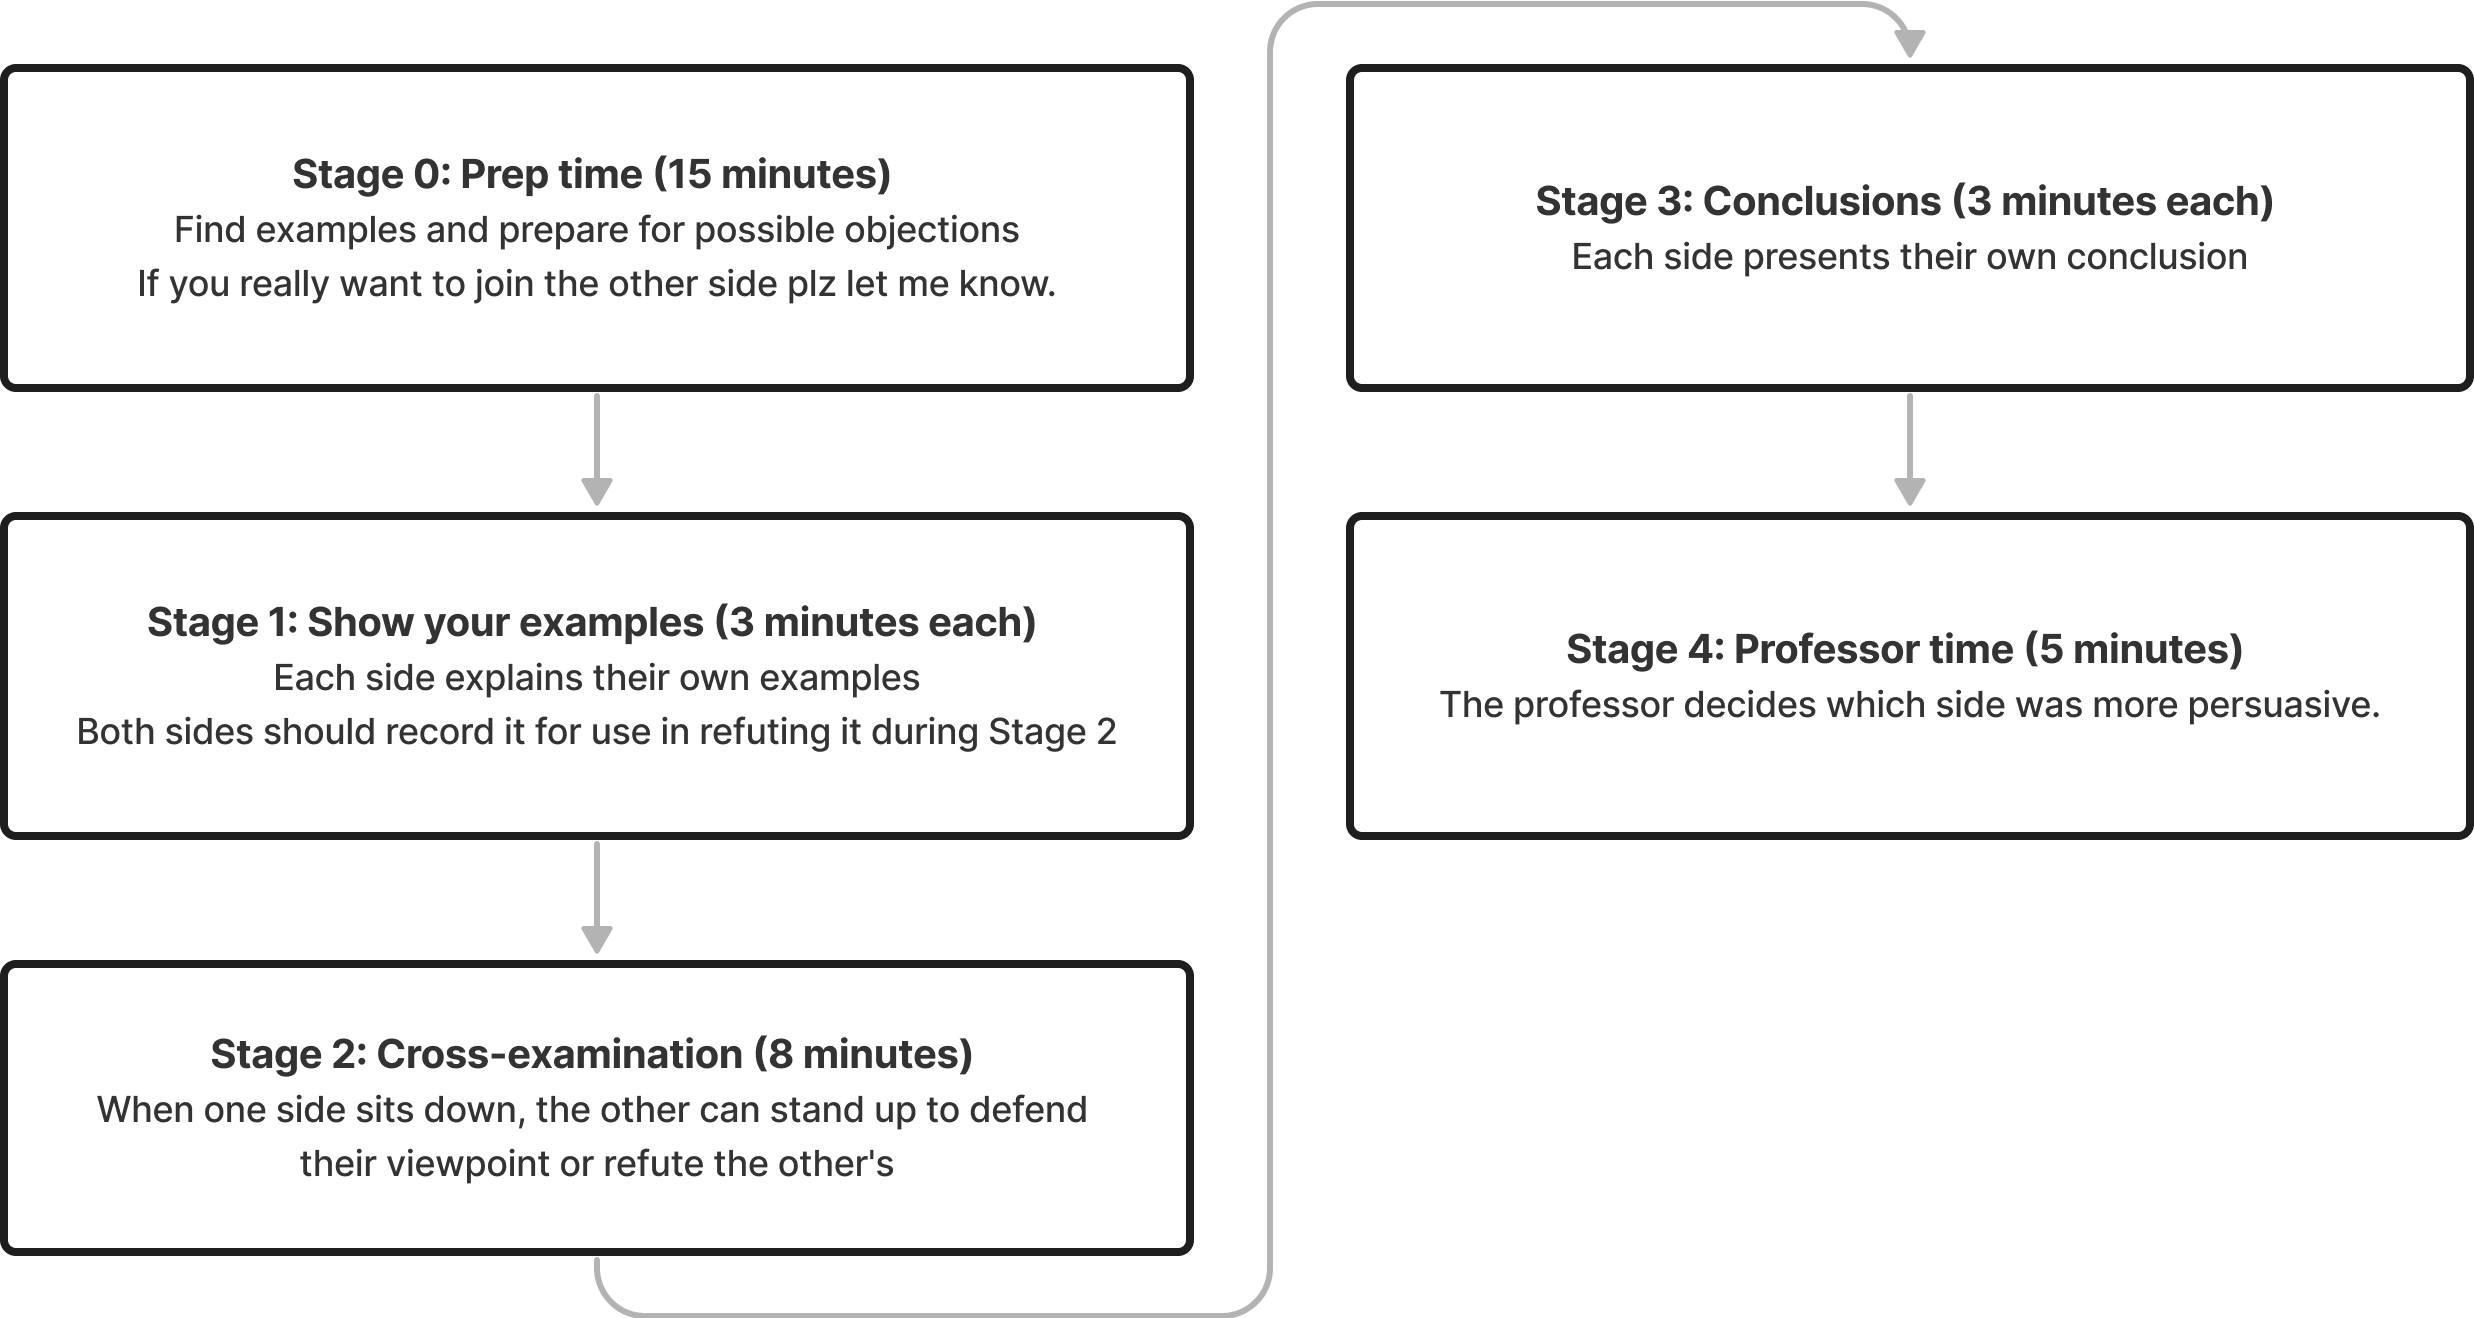 Stage 0: Prep time (15 minutes)
Find examples and prepare for possible objections
If you really want to join the other side plz let me know.
Stage 1: Show your examples (3 minutes each)
Each side explains their own examples
Both sides should record it for use in refuting it during Stage 2
Stage 2: Cross-examination (8 minutes)
When one side sits down, the other can stand up to defend
their viewpoint or refute the other's
Stage 3: Conclusions (3 minutes each)
Each side presents their own conclusion
Stage 4: Professor time (5 minutes)
The professor decides which side was more persuasive.